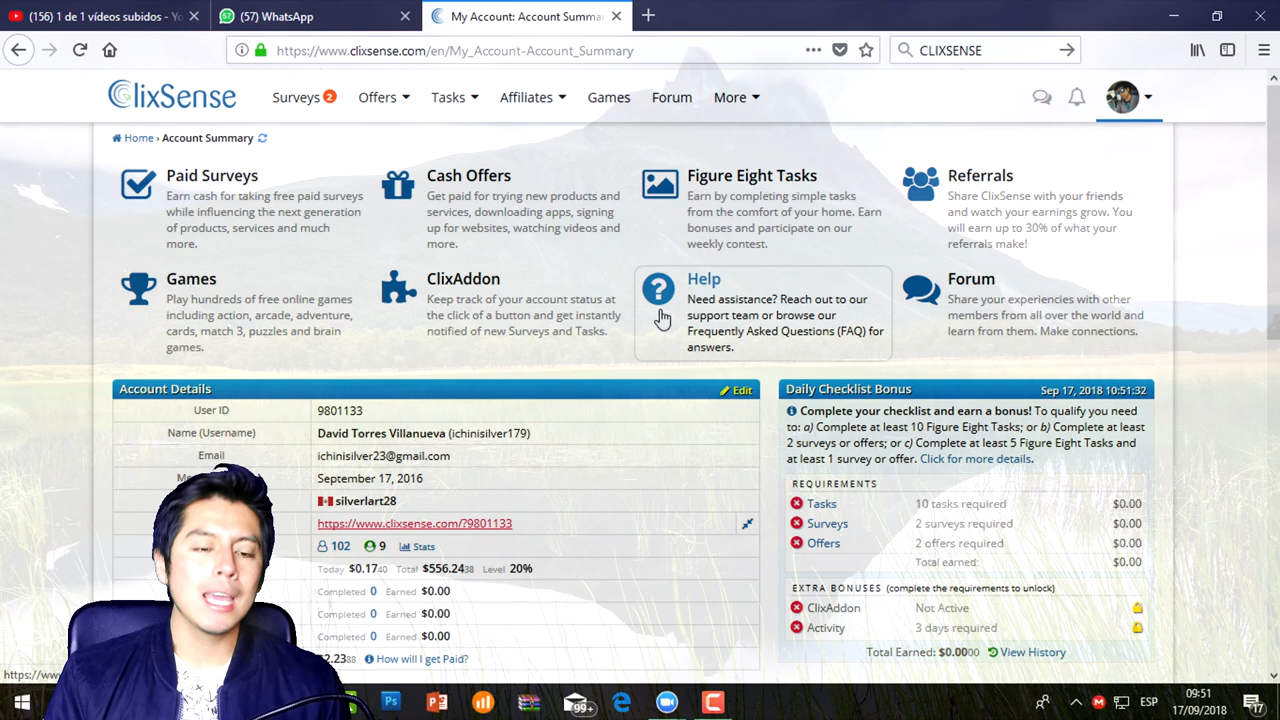 (156) 1 de 1 vídeos subidos - Yo
(57) WhatsApp
My Account: Account Summa
https://www.clixsense.com/en/My_Account-Account_Summary
CLIXSENSE
ClixSense
Surveys 2
Offers
Tasks
Affiliates
Games
Forum
More
Home › Account Summary
Paid Surveys
Earn cash for taking free paid surveys
while influencing the next generation
of products, services and much
more.
Cash Offers
Get paid for trying new products and
services, downloading apps, signing
up for websites, watching videos and
more.
Figure Eight Tasks
Earn by completing simple tasks
from the comfort of your home. Earn
bonuses and participate on our
weekly contest.
Referrals
Share ClixSense with your friends
and watch your earnings grow. You
will earn up to 30% of what your
referrals make!
Games
Play hundreds of free online games
including action, arcade, adventure,
cards, match 3, puzzles and brain
games.
ClixAddon
Keep track of your account status at
the click of a button and get instantly
notified of new Surveys and Tasks.
Help
Need assistance? Reach out to our
support team or browse our
Frequently Asked Questions (FAQ) for
answers.
Forum
Share your experiences with other
members from all over the world and
learn from them. Make connections.
Account Details
Edit
User ID 9801133
Name (Username) David Torres Villanueva (ichinisilver179)
Email ichinisilver23@gmail.com
September 17, 2016
silverlart28
https://www.clixsense.com/?9801133
102 9 Stats
Today $0.1740 Total $556.2438 Level 20%
Completed 0 Earned $0.00
Completed 0 Earned $0.00
Completed 0 Earned $0.00
2.2388 How will I get Paid?
Daily Checklist Bonus Sep 17, 2018 10:51:32
Complete your checklist and earn a bonus! To qualify you need
to: a) Complete at least 10 Figure Eight Tasks; or b) Complete at least
2 surveys or offers; or c) Complete at least 5 Figure Eight Tasks and
at least 1 survey or offer. Click for more details.
REQUIREMENTS
Tasks 10 tasks required $0.00
Surveys 2 surveys required $0.00
Offers 2 offers required $0.00
Total earned: $0.00
EXTRA BONUSES (complete the requirements to unlock)
ClixAddon Not Active
Activity 3 days required
Total Earned: $0.0000 View History
https://ww
99+
ESP
09:51
17/09/2018
17